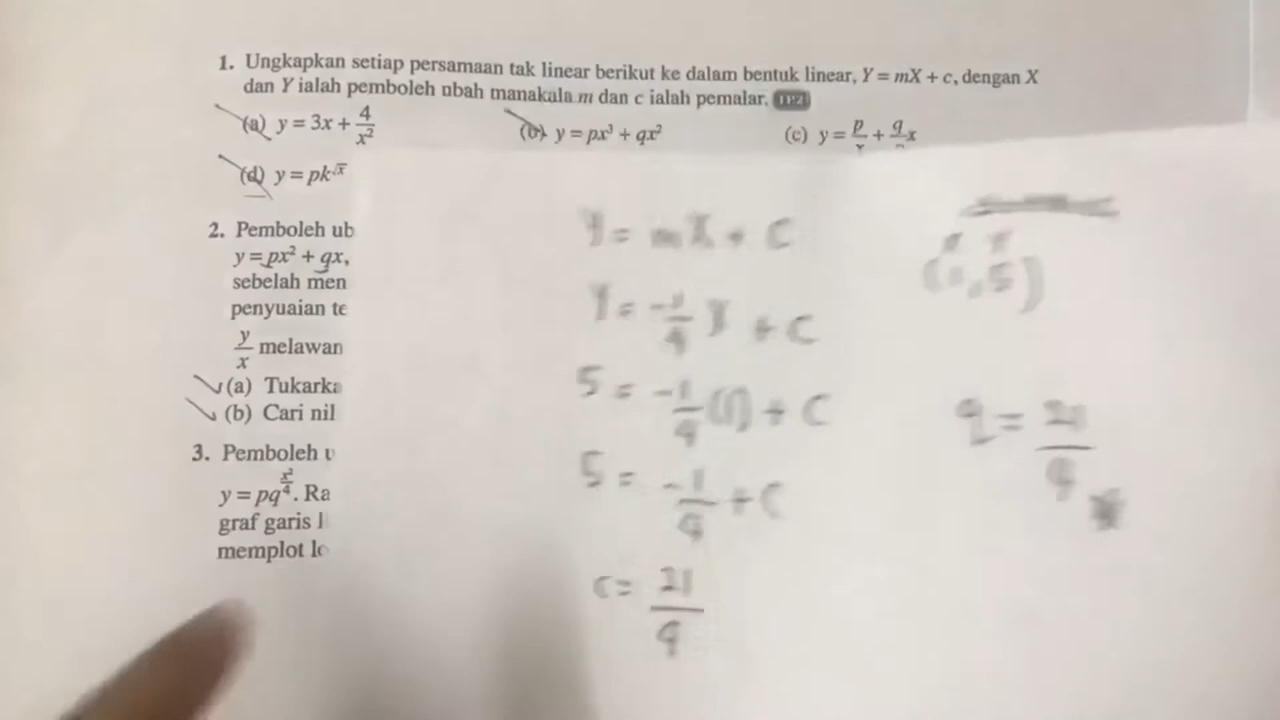 1. Ungkapkan setiap persamaan tak linear berikut ke dalam bentuk linear, Y = mX + c, dengan X
dan Y ialah pemboleh ubah manakala m dan c ialah pemalar. TP2
(a) y = 3x + 4/x²
(b) y = px³ + qx²
(c) y = p/x +
(d) y = pk^√x
2. Pemboleh ub
y = px² + qx,
sebelah men
penyuaian te
y/x melawan
(a) Tukarka
(b) Cari nil
3. Pemboleh
y = pq^(x²/4). Ra
graf garis l
memplot lo
Y = mX + C
Y = -1/4 X + C
5 = -1/4 (1) + C
5 = -1/4 + C
C = 21/4
(1, 5)
q = 21/4